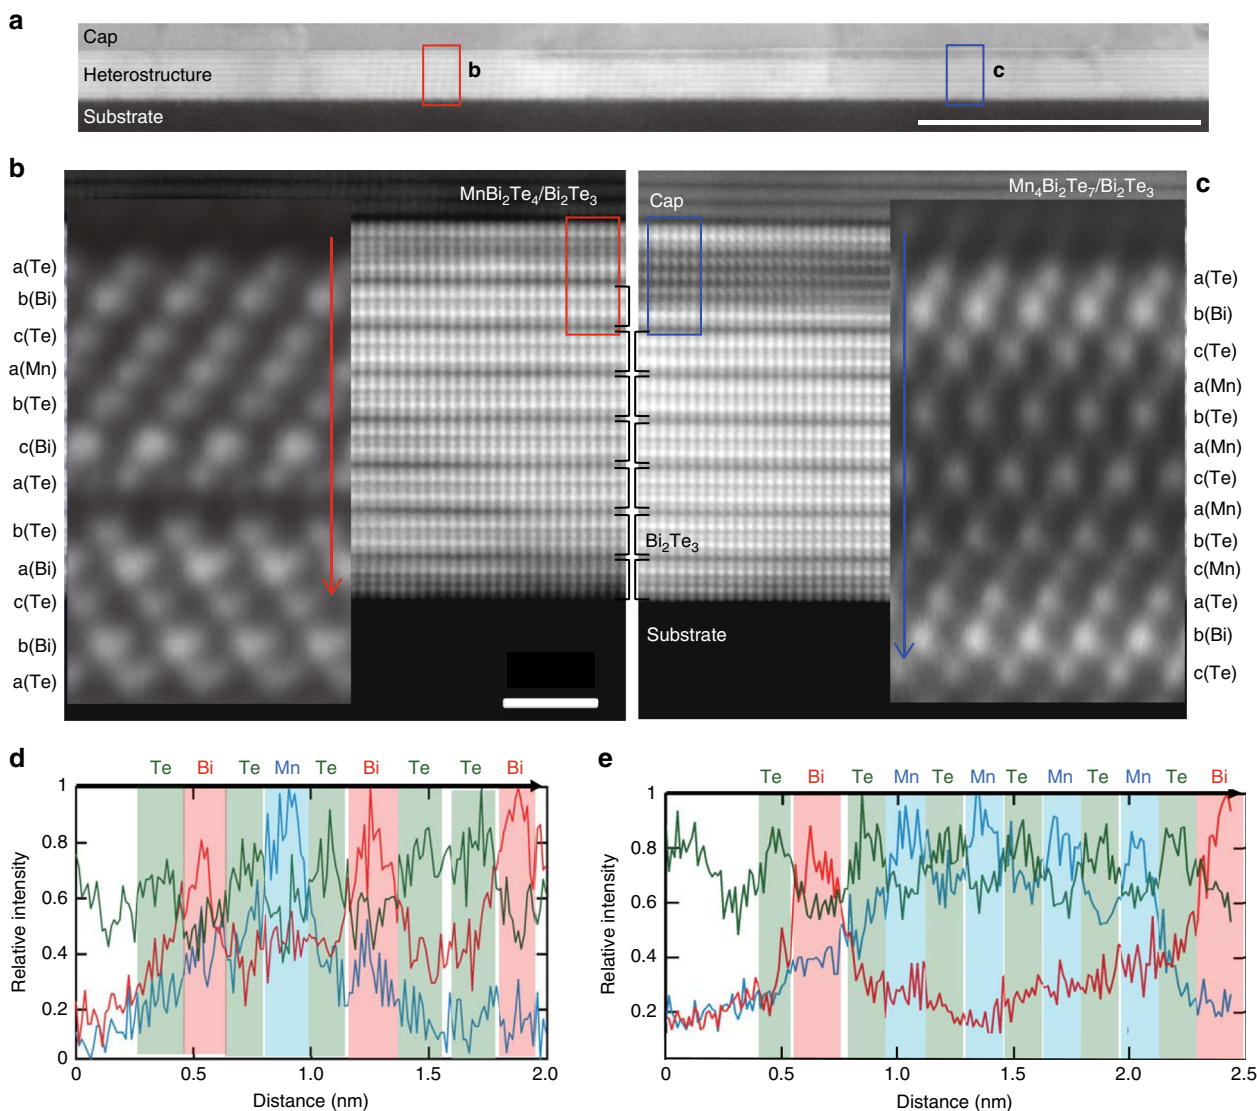 a
Cap
Heterostructure
Substrate
b
c
b
MnBi₂Te₄/Bi₂Te₃
a(Te)
b(Bi)
c(Te)
a(Mn)
b(Te)
c(Bi)
a(Te)
b(Te)
a(Bi)
c(Te)
b(Bi)
a(Te)
c
Mn₄Bi₂Te₇/Bi₂Te₃
Cap
Bi₂Te₃
Substrate
a(Te)
b(Bi)
c(Te)
a(Mn)
b(Te)
a(Mn)
c(Te)
a(Mn)
b(Te)
c(Mn)
a(Te)
b(Bi)
c(Te)
d
Te Bi Te Mn Te Bi Te Te Bi
Relative intensity
1
0.8
0.6
0.4
0.2
0
0 0.5 1.0 1.5 2.0
Distance (nm)
e
Te Bi Te Mn Te Mn Te Mn Te Mn Te Bi
Relative intensity
1
0.8
0.6
0.4
0.2
0 0.5 1.0 1.5 2.0 2.5
Distance (nm)